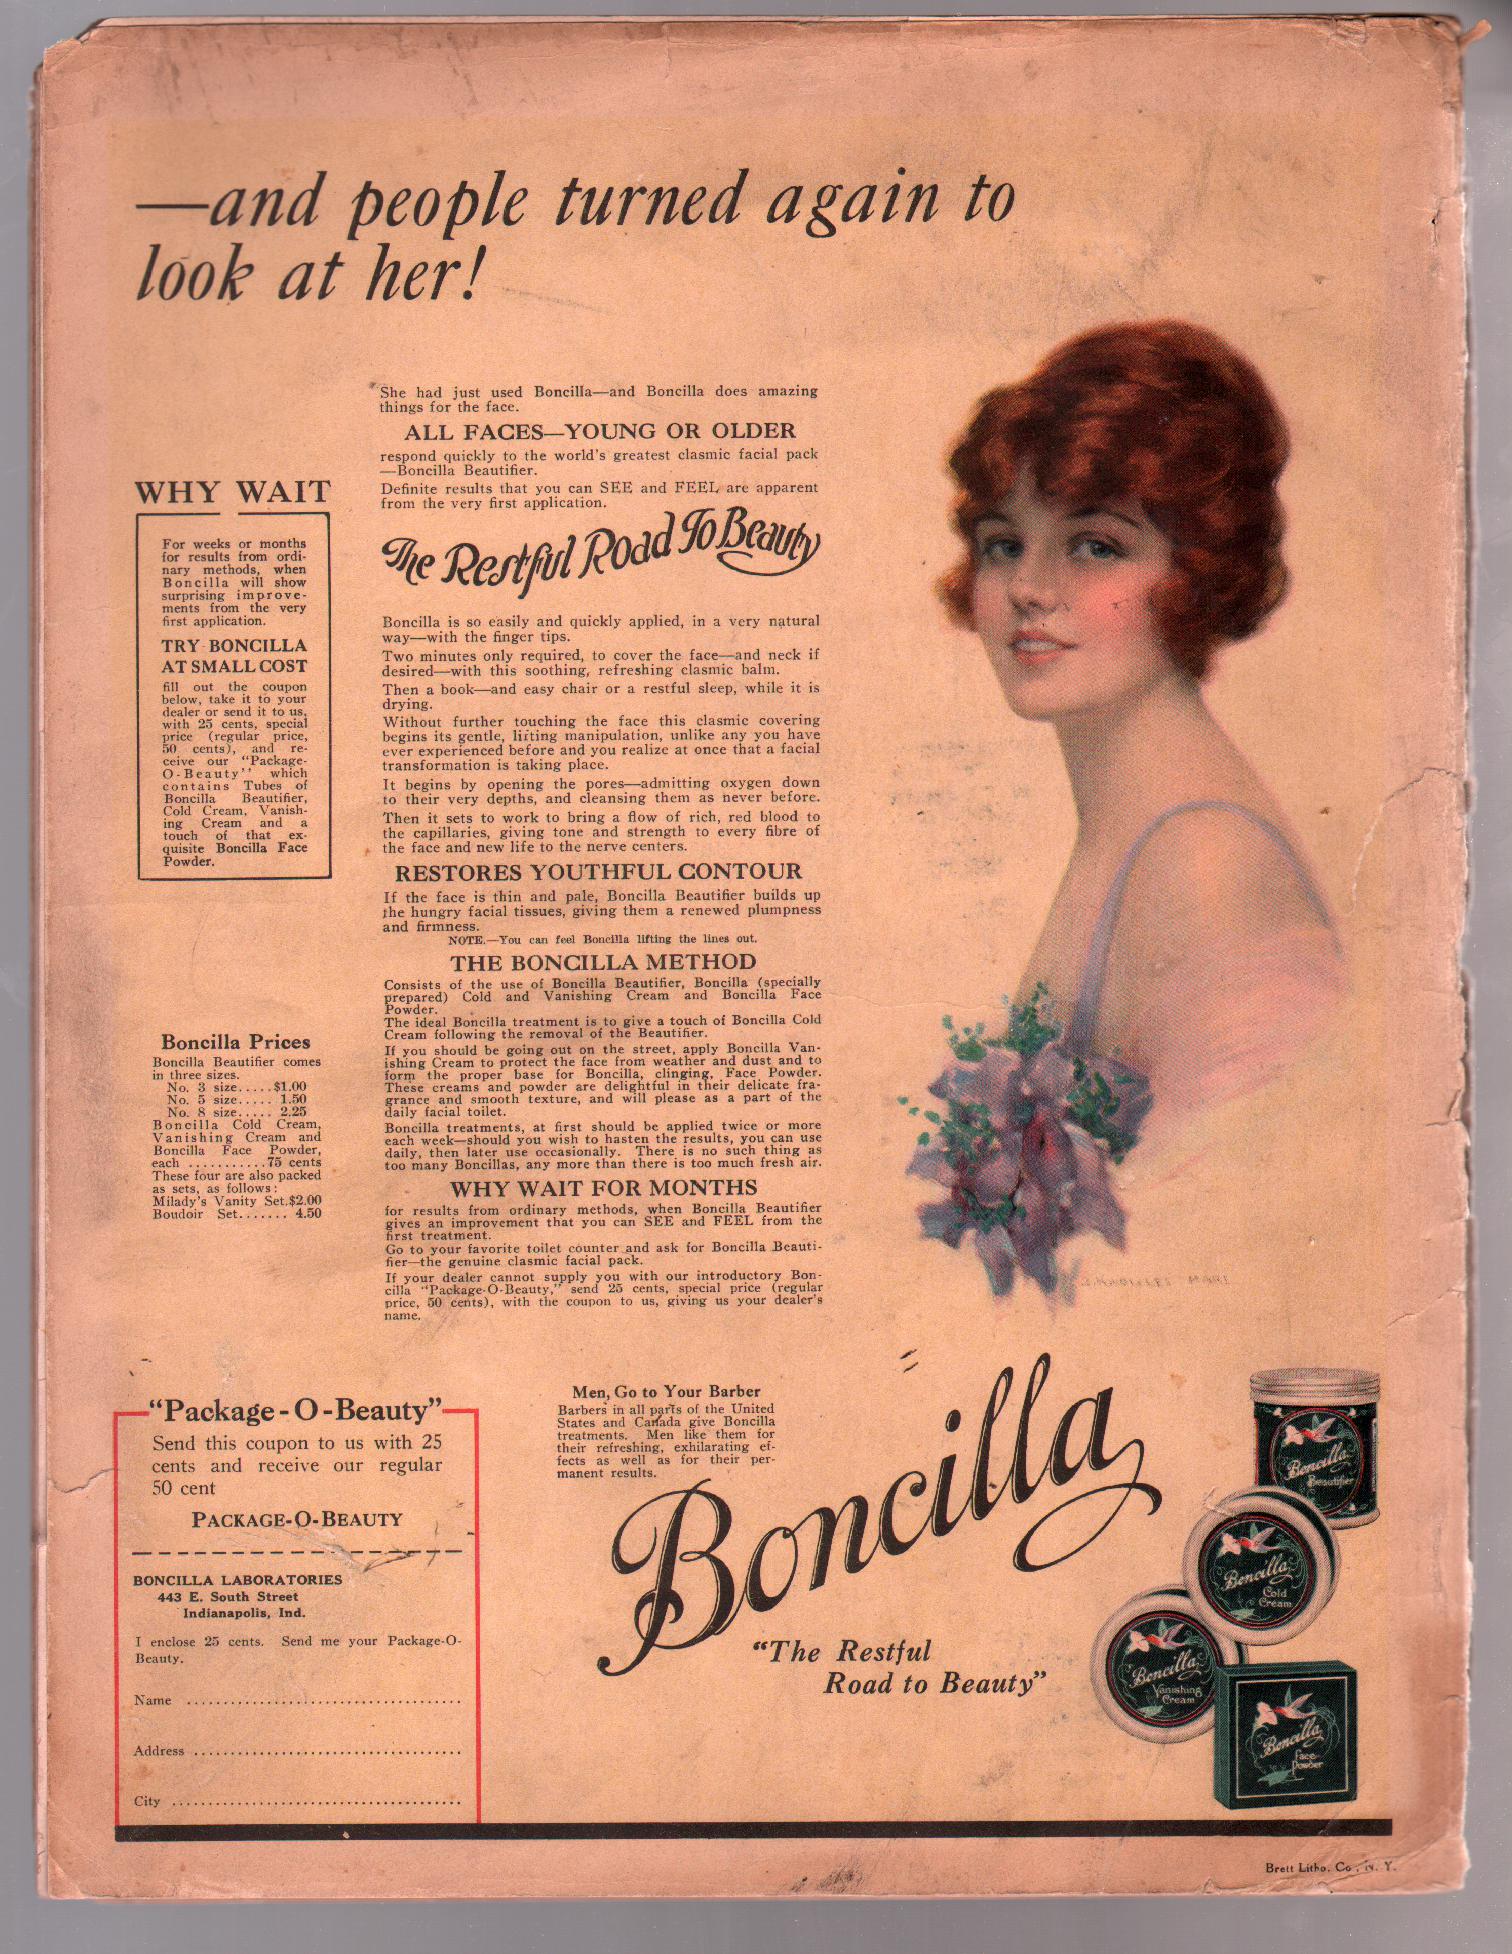 —and people turned again to
look at her!
She had just used Boncilla—and Boncilla does amazing
things for the face.
ALL FACES—YOUNG OR OLDER
respond quickly to the world's greatest clasmic facial pack
—Boncilla Beautifier.
Definite results that you can SEE and FEEL are apparent
from the very first application.
The Restful Road To Beauty
Boncilla is so easily and quickly applied, in a very natural
way—with the finger tips.
Two minutes only required, to cover the face—and neck if
desired—with this soothing, refreshing clasmic balm.
Then a book—and easy chair or a restful sleep, while it is
drying.
Without further touching the face this clasmic covering
begins its gentle, lifting manipulation, unlike any you have
ever experienced before and you realize at once that a facial
transformation is taking place.
It begins by opening the pores—admitting oxygen down
to their very depths, and cleansing them as never before.
Then it sets to work to bring a flow of rich, red blood to
the capillaries, giving tone and strength to every fibre of
the face and new life to the nerve centers.
RESTORES YOUTHFUL CONTOUR
If the face is thin and pale, Boncilla Beautifier builds up
the hungry facial tissues, giving them a renewed plumpness
and firmness.
NOTE.—You can feel Boncilla lifting the lines out.
THE BONCILLA METHOD
Consists of the use of Boncilla Beautifier, Boncilla (specially
prepared) Cold and Vanishing Cream and Boncilla Face
Powder.
The ideal Boncilla treatment is to give a touch of Boncilla Cold
Cream following the removal of the Beautifier.
If you should be going out on the street, apply Boncilla Van-
ishing Cream to protect the face from weather and dust and to
form the proper base for Boncilla, clinging, Face Powder.
These creams and powder are delightful in their delicate fra-
grance and smooth texture, and will please as a part of the
daily facial toilet.
Boncilla treatments, at first should be applied twice or more
each week—should you wish to hasten the results, you can use
daily, then later use occasionally. There is no such thing as
too many Boncillas, any more than there is too much fresh air.
WHY WAIT FOR MONTHS
for results from ordinary methods, when Boncilla Beautifier
gives an improvement that you can SEE and FEEL from the
first treatment.
Go to your favorite toilet counter and ask for Boncilla Beauti-
fier—the genuine clasmic facial pack.
If your dealer cannot supply you with our introductory Bon-
cilla "Package-O-Beauty," send 25 cents, special price (regular
price, 50 cents), with the coupon to us, giving us your dealer's
name.
WHY WAIT
For weeks or months
for results from ordi-
nary methods, when
Boncilla will show
surprising improve-
ments from the very
first application.
TRY BONCILLA
AT SMALL COST
fill out the coupon
below, take it to your
dealer or send it to us,
with 25 cents, special
price (regular price,
50 cents), and re-
ceive our "Package-
O-Beauty" which
contains Tubes of
Boncilla Beautifier,
Cold Cream, Vanish-
ing Cream and a
touch of that ex-
quisite Boncilla Face
Powder.
Boncilla Prices
Boncilla Beautifier comes
in three sizes.
No. 3 size.....$1.00
No. 5 size..... 1.50
No. 8 size..... 2.25
Boncilla Cold Cream,
Vanishing Cream and
Boncilla Face Powder,
each ...........75 cents
These four are also packed
as sets, as follows:
Milady's Vanity Set.$2.00
Boudoir Set....... 4.50
"Package-O-Beauty"
Send this coupon to us with 25
cents and receive our regular
50 cent
PACKAGE-O-BEAUTY
BONCILLA LABORATORIES
443 E. South Street
Indianapolis, Ind.
I enclose 25 cents. Send me your Package-O-
Beauty.
Name ......................................
Address .....................................
City ........................................
Men, Go to Your Barber
Barbers in all parts of the United
States and Canada give Boncilla
treatments. Men like them for
their refreshing, exhilarating ef-
fects as well as for their per-
manent results.
Boncilla
"The Restful
Road to Beauty"
Boncilla
Beautifier
Boncilla
Cold
Cream
Boncilla
Vanishing
Cream
Boncilla
Face
Powder
Brett Litho. Co., N. Y.